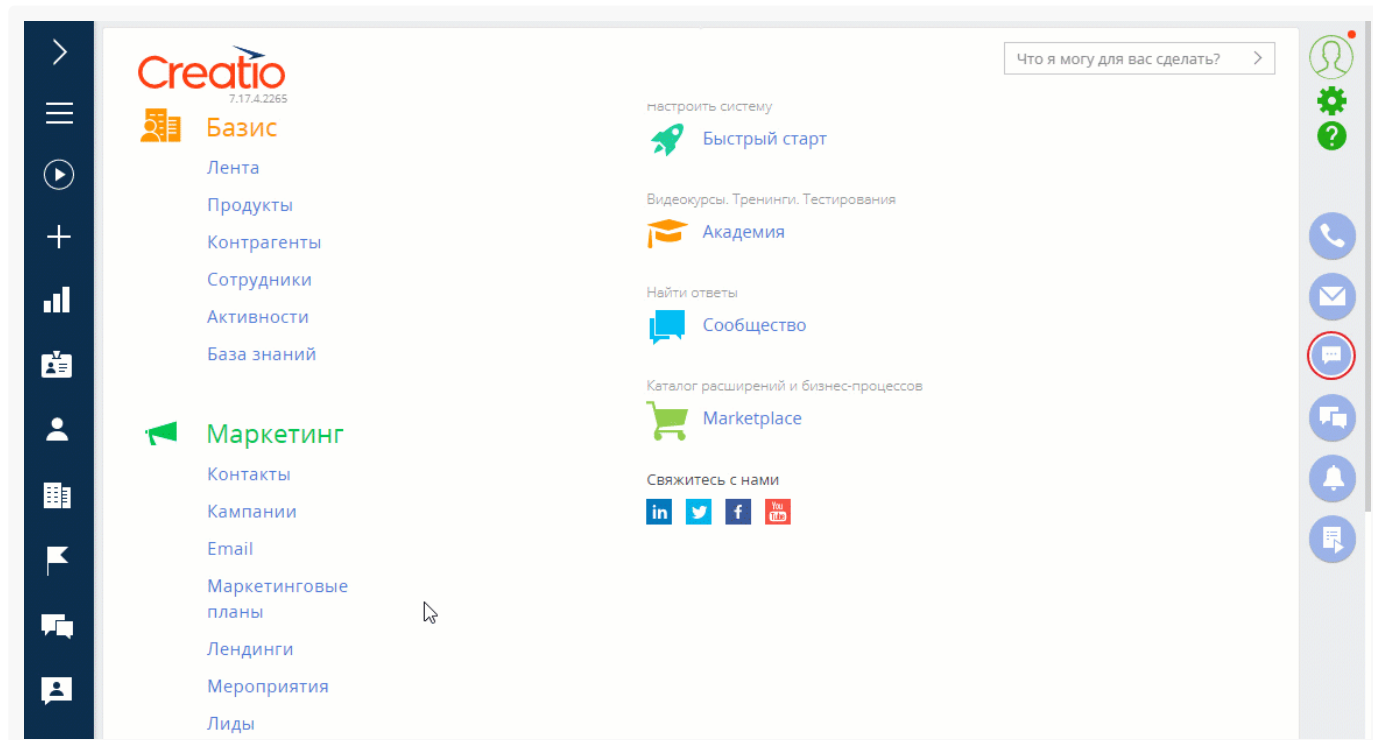 Creatio
7.17.4.2265
Что я могу для вас сделать?
Базис
Лента
Продукты
Контрагенты
Сотрудники
Активности
База знаний
Маркетинг
Контакты
Кампании
Email
Маркетинговые
планы
Лендинги
Мероприятия
Лиды
настроить систему
Быстрый старт
Видеокурсы. Тренинги. Тестирования
Академия
Найти ответы
Сообщество
Каталог расширений и бизнес-процессов
Marketplace
Свяжитесь с нами
in
f
You
Tube